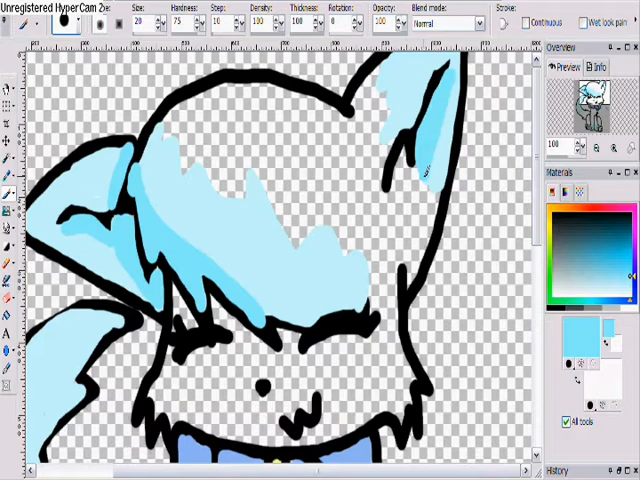 Unregistered HyperCam 2
Size: Hardness: Step: Density: Thickness: Rotation: Opacity: Blend mode: Stroke:
20 75 10 100 100 0 100 Normal Continuous Wet look paint
Overview
Preview Info
100
Materials
All tools
History